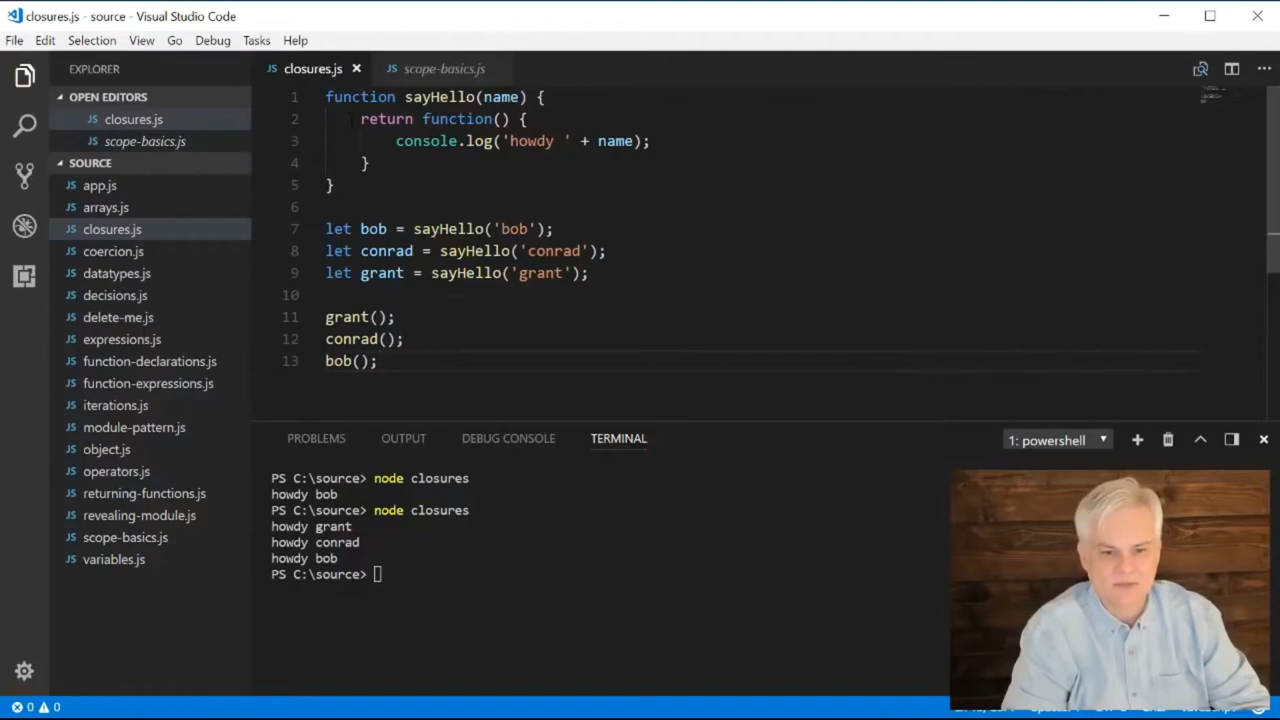 closures.js - source - Visual Studio Code
File Edit Selection View Go Debug Tasks Help
EXPLORER
OPEN EDITORS
JS closures.js
JS scope-basics.js
SOURCE
JS app.js
JS arrays.js
JS closures.js
JS coercion.js
JS datatypes.js
JS decisions.js
JS delete-me.js
JS expressions.js
JS function-declarations.js
JS function-expressions.js
JS iterations.js
JS module-pattern.js
JS object.js
JS operators.js
JS returning-functions.js
JS revealing-module.js
JS scope-basics.js
JS variables.js
JS closures.js JS scope-basics.js
1 function sayHello(name) {
2 return function() {
3 console.log('howdy ' + name);
4 }
5 }
6
7 let bob = sayHello('bob');
8 let conrad = sayHello('conrad');
9 let grant = sayHello('grant');
10
11 grant();
12 conrad();
13 bob();
PROBLEMS OUTPUT DEBUG CONSOLE TERMINAL 1: powershell
PS C:\source> node closures
howdy bob
PS C:\source> node closures
howdy grant
howdy conrad
howdy bob
PS C:\source>
0 0